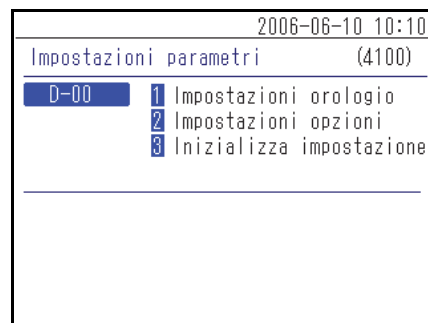 2006-06-10 10:10
Impostazioni parametri (4100)
D-00 1 Impostazioni orologio
2 Impostazioni opzioni
3 Inizializza impostazione